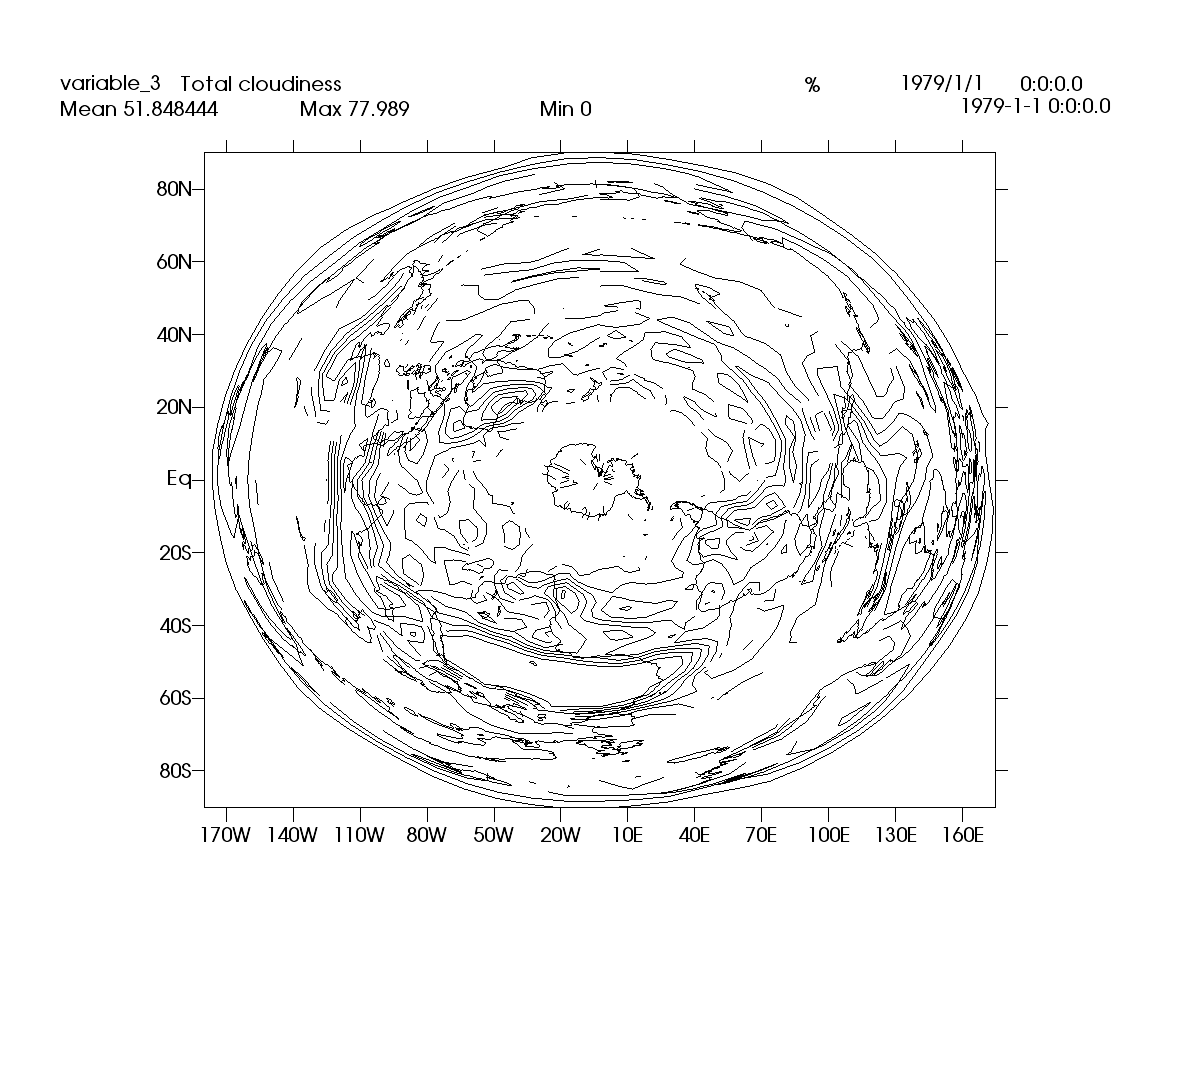 variable_3 Total cloudiness % 1979/1/1 0:0:0.0
Mean 51.848444 Max 77.989 Min 0 1979-1-1 0:0:0.0
80N
60N
40N
20N
Eq
20S
40S
60S
80S
170W 140W 110W 80W 50W 20W 10E 40E 70E 100E 130E 160E